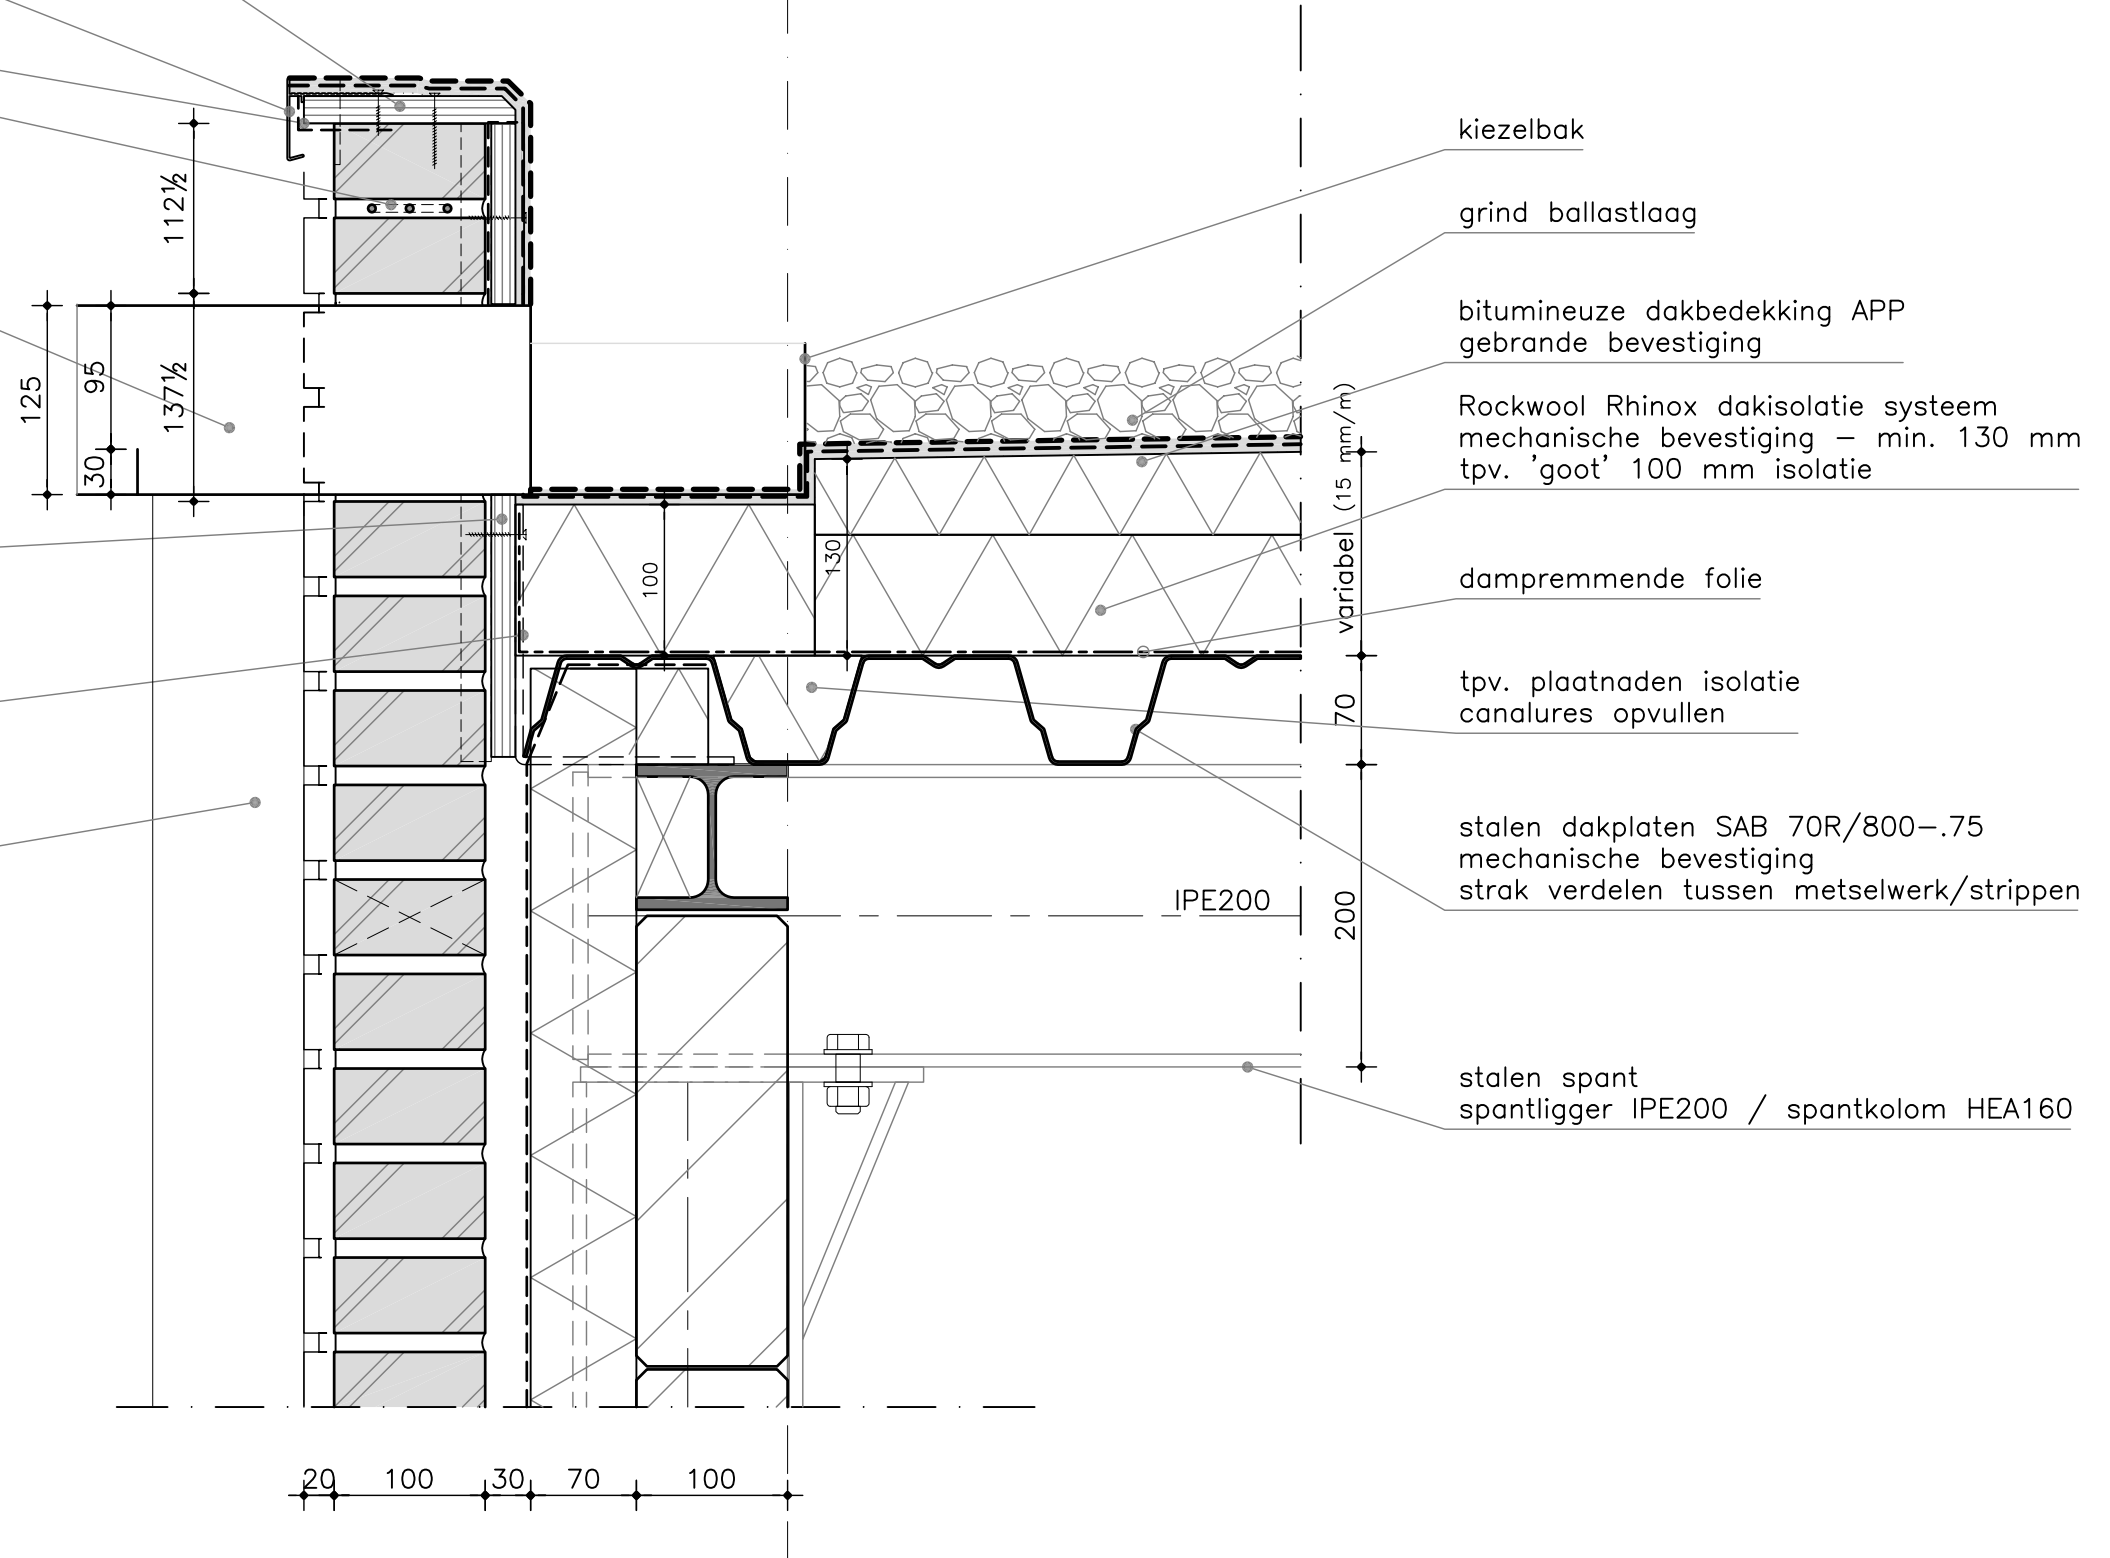 kiezelbak
grind ballastlaag
bitumineuze dakbedekking APP
gebrande bevestiging
Rockwool Rhinox dakisolatie systeem
mechanische bevestiging – min. 130 mm
tpv. 'goot' 100 mm isolatie
dampremmende folie
tpv. plaatnaden isolatie
canalures opvullen
stalen dakplaten SAB 70R/800–.75
mechanische bevestiging
strak verdelen tussen metselwerk/strippen
stalen spant
spantligger IPE200 / spantkolom HEA160
112½
137½
125
95
30
100
130
variabel (15 mm/m)
70
200
IPE200
20
100
30
70
100